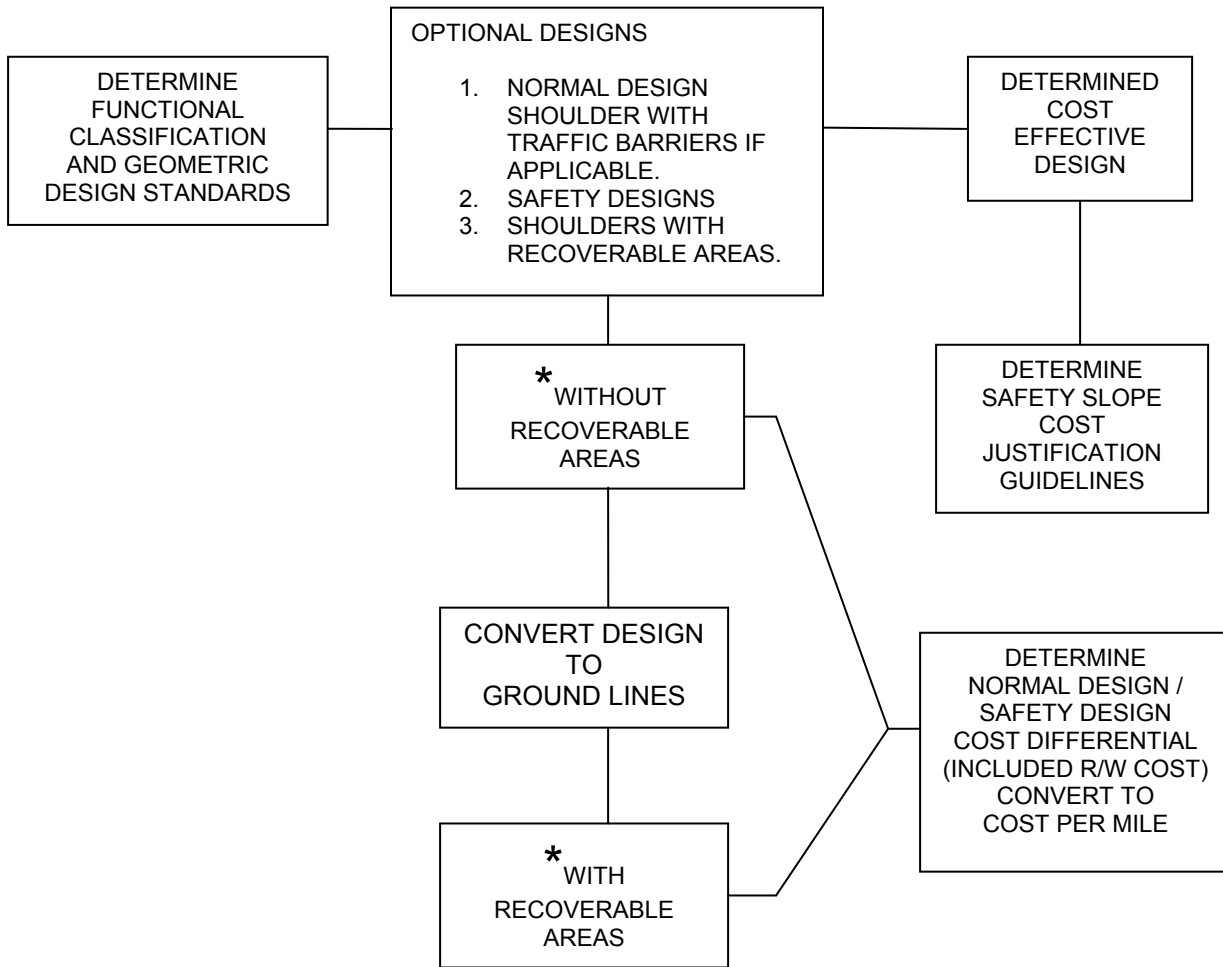 DETERMINE
FUNCTIONAL
CLASSIFICATION
AND GEOMETRIC
DESIGN STANDARDS
OPTIONAL DESIGNS
1. NORMAL DESIGN
SHOULDER WITH
TRAFFIC BARRIERS IF
APPLICABLE.
2. SAFETY DESIGNS
3. SHOULDERS WITH
RECOVERABLE AREAS.
DETERMINED
COST
EFFECTIVE
DESIGN
*WITHOUT
RECOVERABLE
AREAS
DETERMINE
SAFETY SLOPE
COST
JUSTIFICATION
GUIDELINES
CONVERT DESIGN
TO
GROUND LINES
DETERMINE
NORMAL DESIGN /
SAFETY DESIGN
COST DIFFERENTIAL
(INCLUDED R/W COST)
CONVERT TO
COST PER MILE
*WITH
RECOVERABLE
AREAS